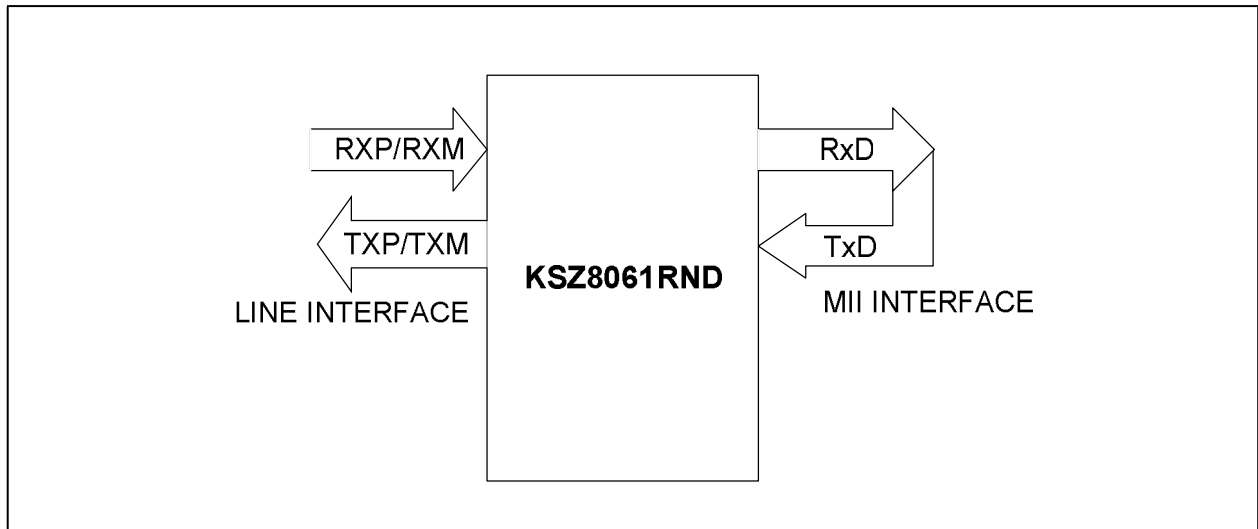 RXP/RXM
RxD
TXP/TXM
TxD
KSZ8061RND
LINE INTERFACE
MII INTERFACE